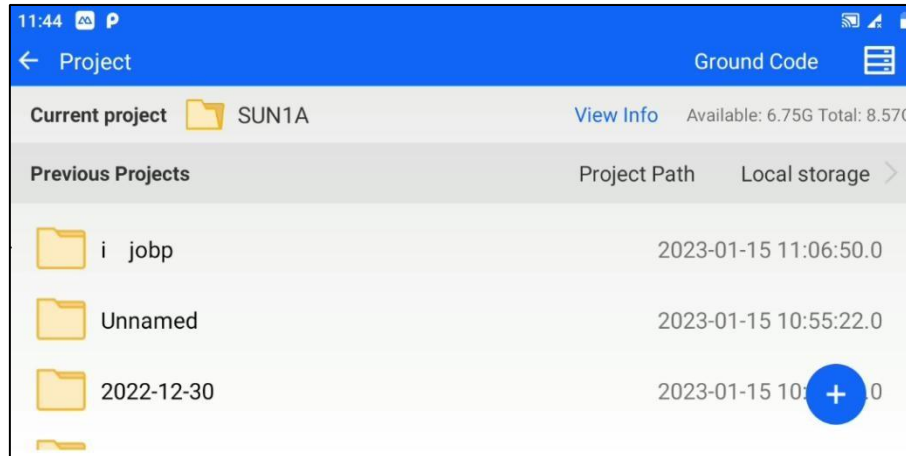 11:44 P
Project Ground Code
Current project SUN1A View Info Available: 6.75G Total: 8.57G
Previous Projects Project Path Local storage
i jobp 2023-01-15 11:06:50.0
Unnamed 2023-01-15 10:55:22.0
2022-12-30 2023-01-15